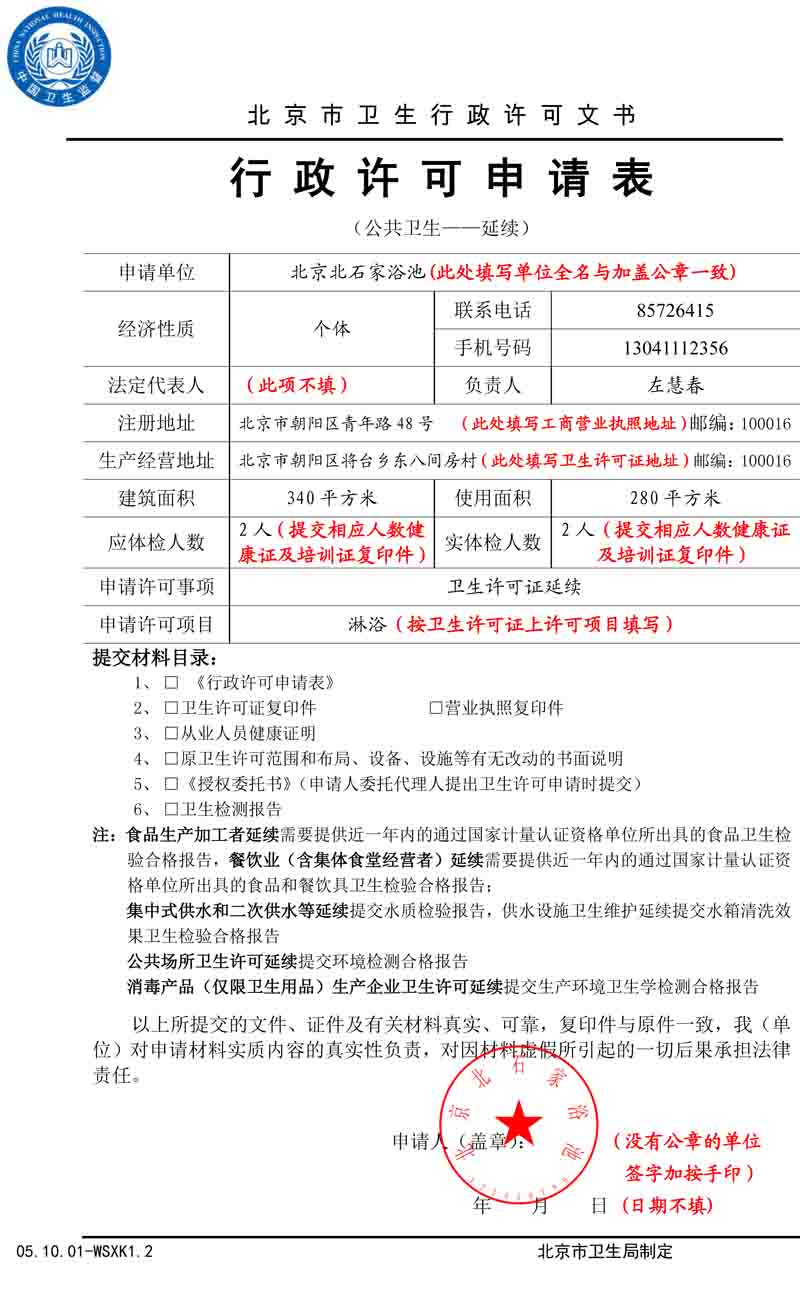 CHINA NATIONAL HEALTH INSPECTION
中国卫生监督
北京市卫生行政许可文书
行政许可申请表
（公共卫生——延续）
申请单位 北京北石家浴池(此处填写单位全名与加盖公章一致)
经济性质 个体 联系电话 85726415
手机号码 13041112356
法定代表人 （此项不填） 负责人 左慧春
注册地址 北京市朝阳区青年路 48 号 （此处填写工商营业执照地址）邮编：100016
生产经营地址 北京市朝阳区将台乡东八间房村（此处填写卫生许可证地址）邮编：100016
建筑面积 340 平方米 使用面积 280 平方米
应体检人数 2 人（提交相应人数健康证及培训证复印件） 实体检人数 2 人（提交相应人数健康证及培训证复印件）
申请许可事项 卫生许可证延续
申请许可项目 淋浴（按卫生许可证上许可项目填写）
提交材料目录：
1、 □ 《行政许可申请表》
2、 □卫生许可证复印件 □营业执照复印件
3、 □从业人员健康证明
4、 □原卫生许可范围和布局、设备、设施等有无改动的书面说明
5、 □《授权委托书》（申请人委托代理人提出卫生许可申请时提交）
6、 □卫生检测报告
注：食品生产加工者延续需要提供近一年内的通过国家计量认证资格单位所出具的食品卫生检
验合格报告，餐饮业（含集体食堂经营者）延续需要提供近一年内的通过国家计量认证资
格单位所出具的食品和餐饮具卫生检验合格报告；
集中式供水和二次供水等延续提交水质检验报告，供水设施卫生维护延续提交水箱清洗效
果卫生检验合格报告
公共场所卫生许可延续提交环境检测合格报告
消毒产品（仅限卫生用品）生产企业卫生许可延续提交生产环境卫生学检测合格报告
以上所提交的文件、证件及有关材料真实、可靠，复印件与原件一致，我（单
位）对申请材料实质内容的真实性负责，对因材料虚假所引起的一切后果承担法律
责任。
北京北石家浴池
申请人（盖章）： （没有公章的单位
签字加按手印）
年 月 日 (日期不填)
05.10.01-WSXK1.2 北京市卫生局制定